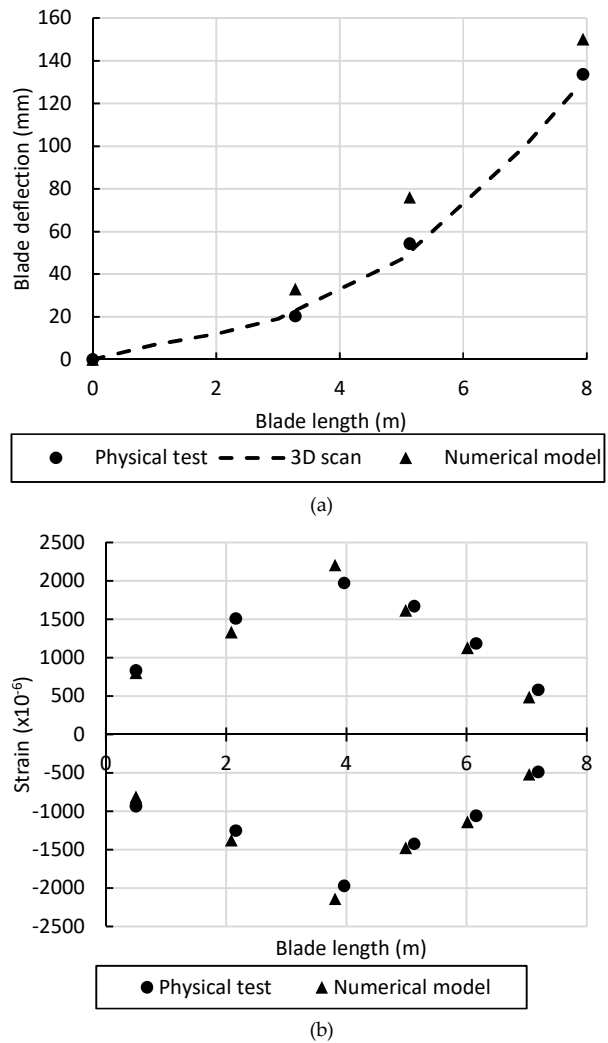 160
140
120
100
80
60
40
20
0
Blade deflection (mm)
0 2 4 6 8
Blade length (m)
Physical test 3D scan Numerical model
(a)
2500
2000
1500
1000
500
0
-500
-1000
-1500
-2000
-2500
Strain (x10⁻⁶)
0 2 4 6 8
Blade length (m)
Physical test Numerical model
(b)